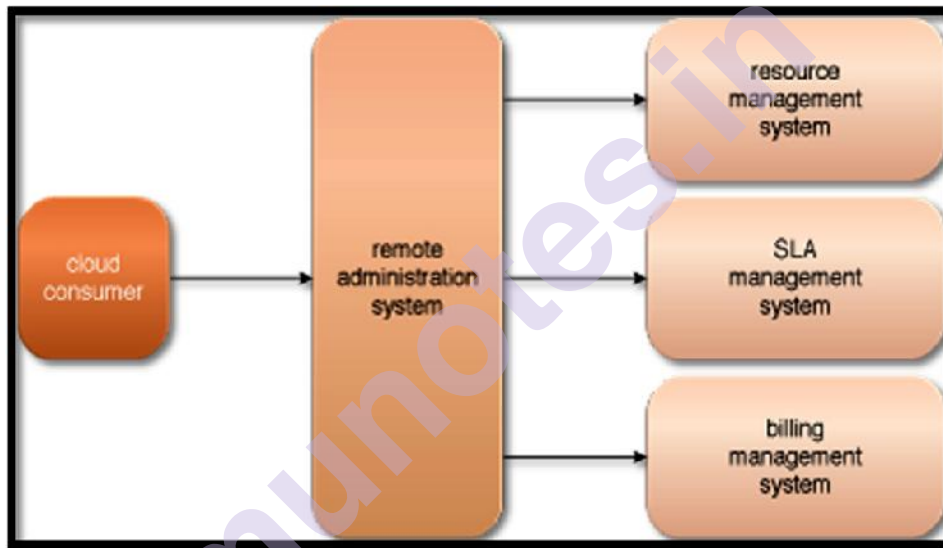 cloud
consumer
remote
administration
system
resource
management
system
SLA
management
system
billing
management
system
munotes.in